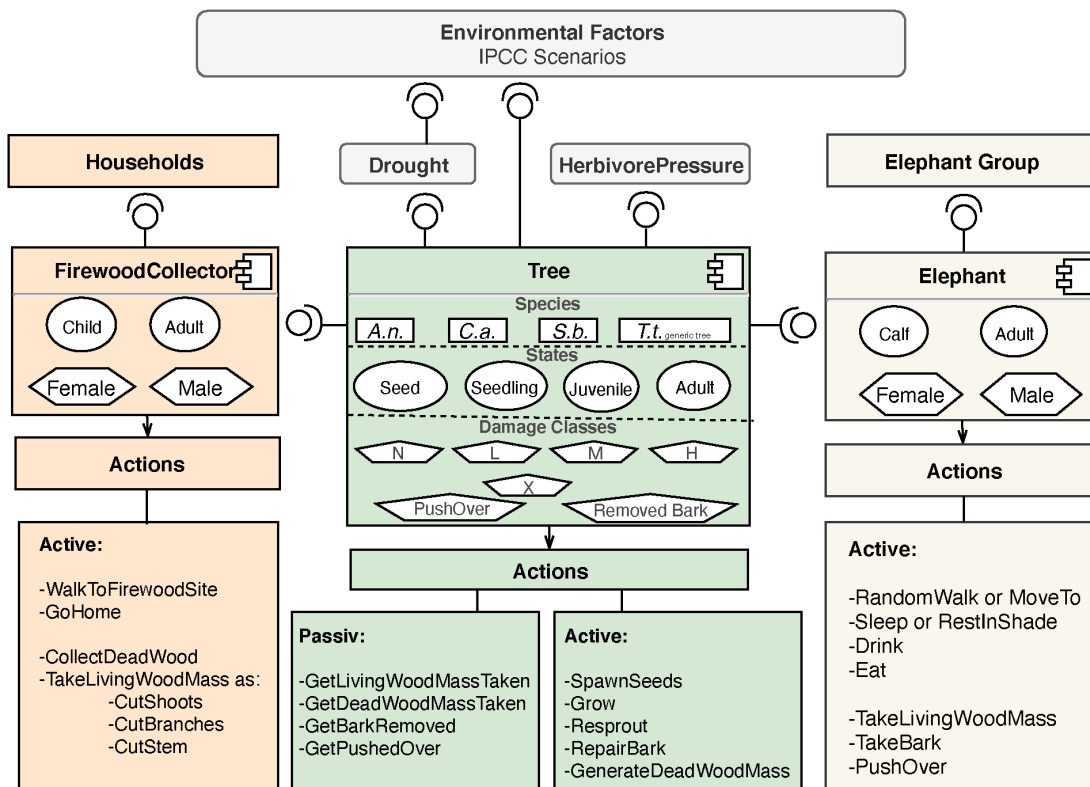 Environmental Factors
IPCC Scenarios
Households
Drought
HerbivorePressure
Elephant Group
FirewoodCollector
Child
Adult
Female
Male
Actions
Active:
-WalkToFirewoodSite
-GoHome
-CollectDeadWood
-TakeLivingWoodMass as:
-CutShoots
-CutBranches
-CutStem
Tree
Species
A.n.
C.a.
S.b.
T.t. generic tree
States
Seed
Seedling
Juvenile
Adult
Damage Classes
N
L
M
H
X
PushOver
Removed Bark
Actions
Passiv:
-GetLivingWoodMassTaken
-GetDeadWoodMassTaken
-GetBarkRemoved
-GetPushedOver
Active:
-SpawnSeeds
-Grow
-Resprout
-RepairBark
-GenerateDeadWoodMass
Elephant
Calf
Adult
Female
Male
Actions
Active:
-RandomWalk or MoveTo
-Sleep or RestInShade
-Drink
-Eat
-TakeLivingWoodMass
-TakeBark
-PushOver